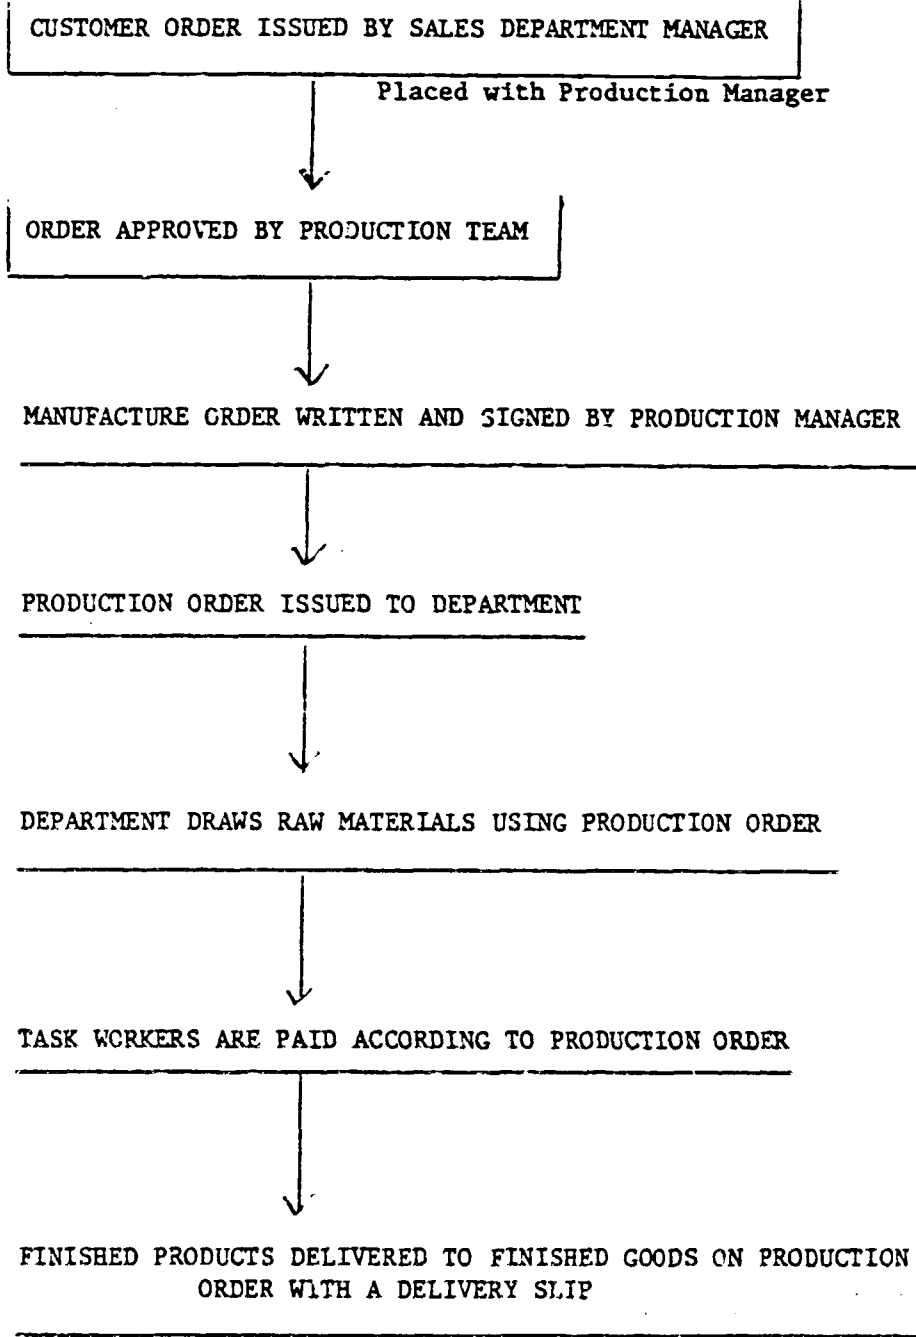 CUSTOMER ORDER ISSUED BY SALES DEPARTMENT MANAGER
Placed with Production Manager
ORDER APPROVED BY PRODUCTION TEAM
MANUFACTURE ORDER WRITTEN AND SIGNED BY PRODUCTION MANAGER
PRODUCTION ORDER ISSUED TO DEPARTMENT
DEPARTMENT DRAWS RAW MATERIALS USING PRODUCTION ORDER
TASK WORKERS ARE PAID ACCORDING TO PRODUCTION ORDER
FINISHED PRODUCTS DELIVERED TO FINISHED GOODS ON PRODUCTION
ORDER WITH A DELIVERY SLIP